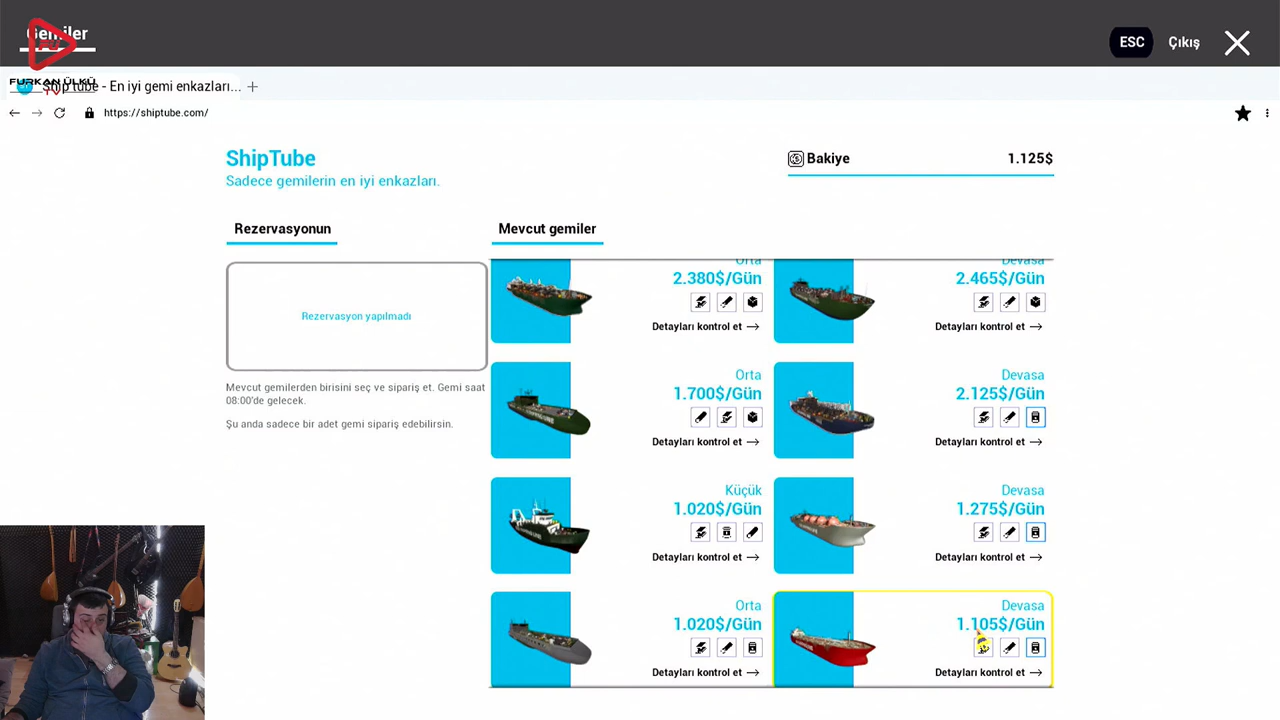 Gemiler
ESC
Çıkış
FURKAN ÜLKÜ
TV
Ship tube - En iyi gemi enkazları...
https://shiptube.com/
ShipTube
Sadece gemilerin en iyi enkazları.
Bakiye
1.125$
Rezervasyonun
Mevcut gemiler
Rezervasyon yapılmadı
Mevcut gemilerden birisini seç ve sipariş et. Gemi saat
08:00'de gelecek.
Şu anda sadece bir adet gemi sipariş edebilirsin.
Orta
2.380$/Gün
Detayları kontrol et
Devasa
2.465$/Gün
Detayları kontrol et
Orta
1.700$/Gün
Detayları kontrol et
Devasa
2.125$/Gün
Detayları kontrol et
Küçük
1.020$/Gün
Detayları kontrol et
Devasa
1.275$/Gün
Detayları kontrol et
Orta
1.020$/Gün
Detayları kontrol et
Devasa
1.105$/Gün
Detayları kontrol et